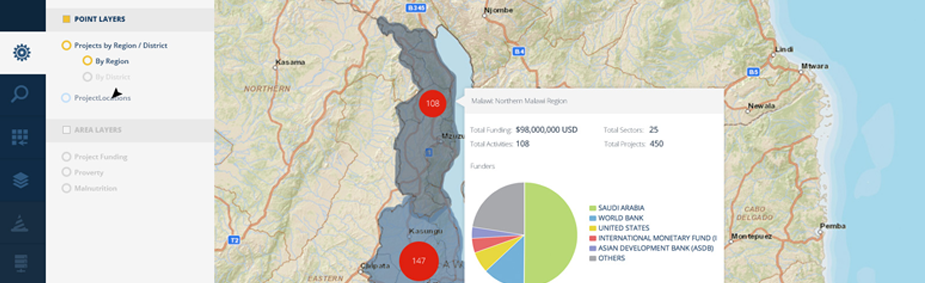 POINT LAYERS
Projects by Region / District
By Region
By District
ProjectLocations
AREA LAYERS
Project Funding
Proverty
Melnutrition
B345
Njombe
B4
Kasama
NORTHERN
108
Mzuzu
1
Kasungu
T2
147
Chipata
EASTERN
A W
B5
Lindi
Mtwara
Newala
CABO
DELGADO
Pemba
Montepuez
Malawi: Northern Malawi Region
Total Funding: $98,000,000 USD
Total Sectors: 25
Total Activities: 108
Total Projects: 450
Funders
SAUDI ARABIA
WORLD BANK
UNITED STATES
INTERNATIONAL MONETARY FUND (I
ASIAN DEVELOPMENT BANK (ASDB)
OTHERS